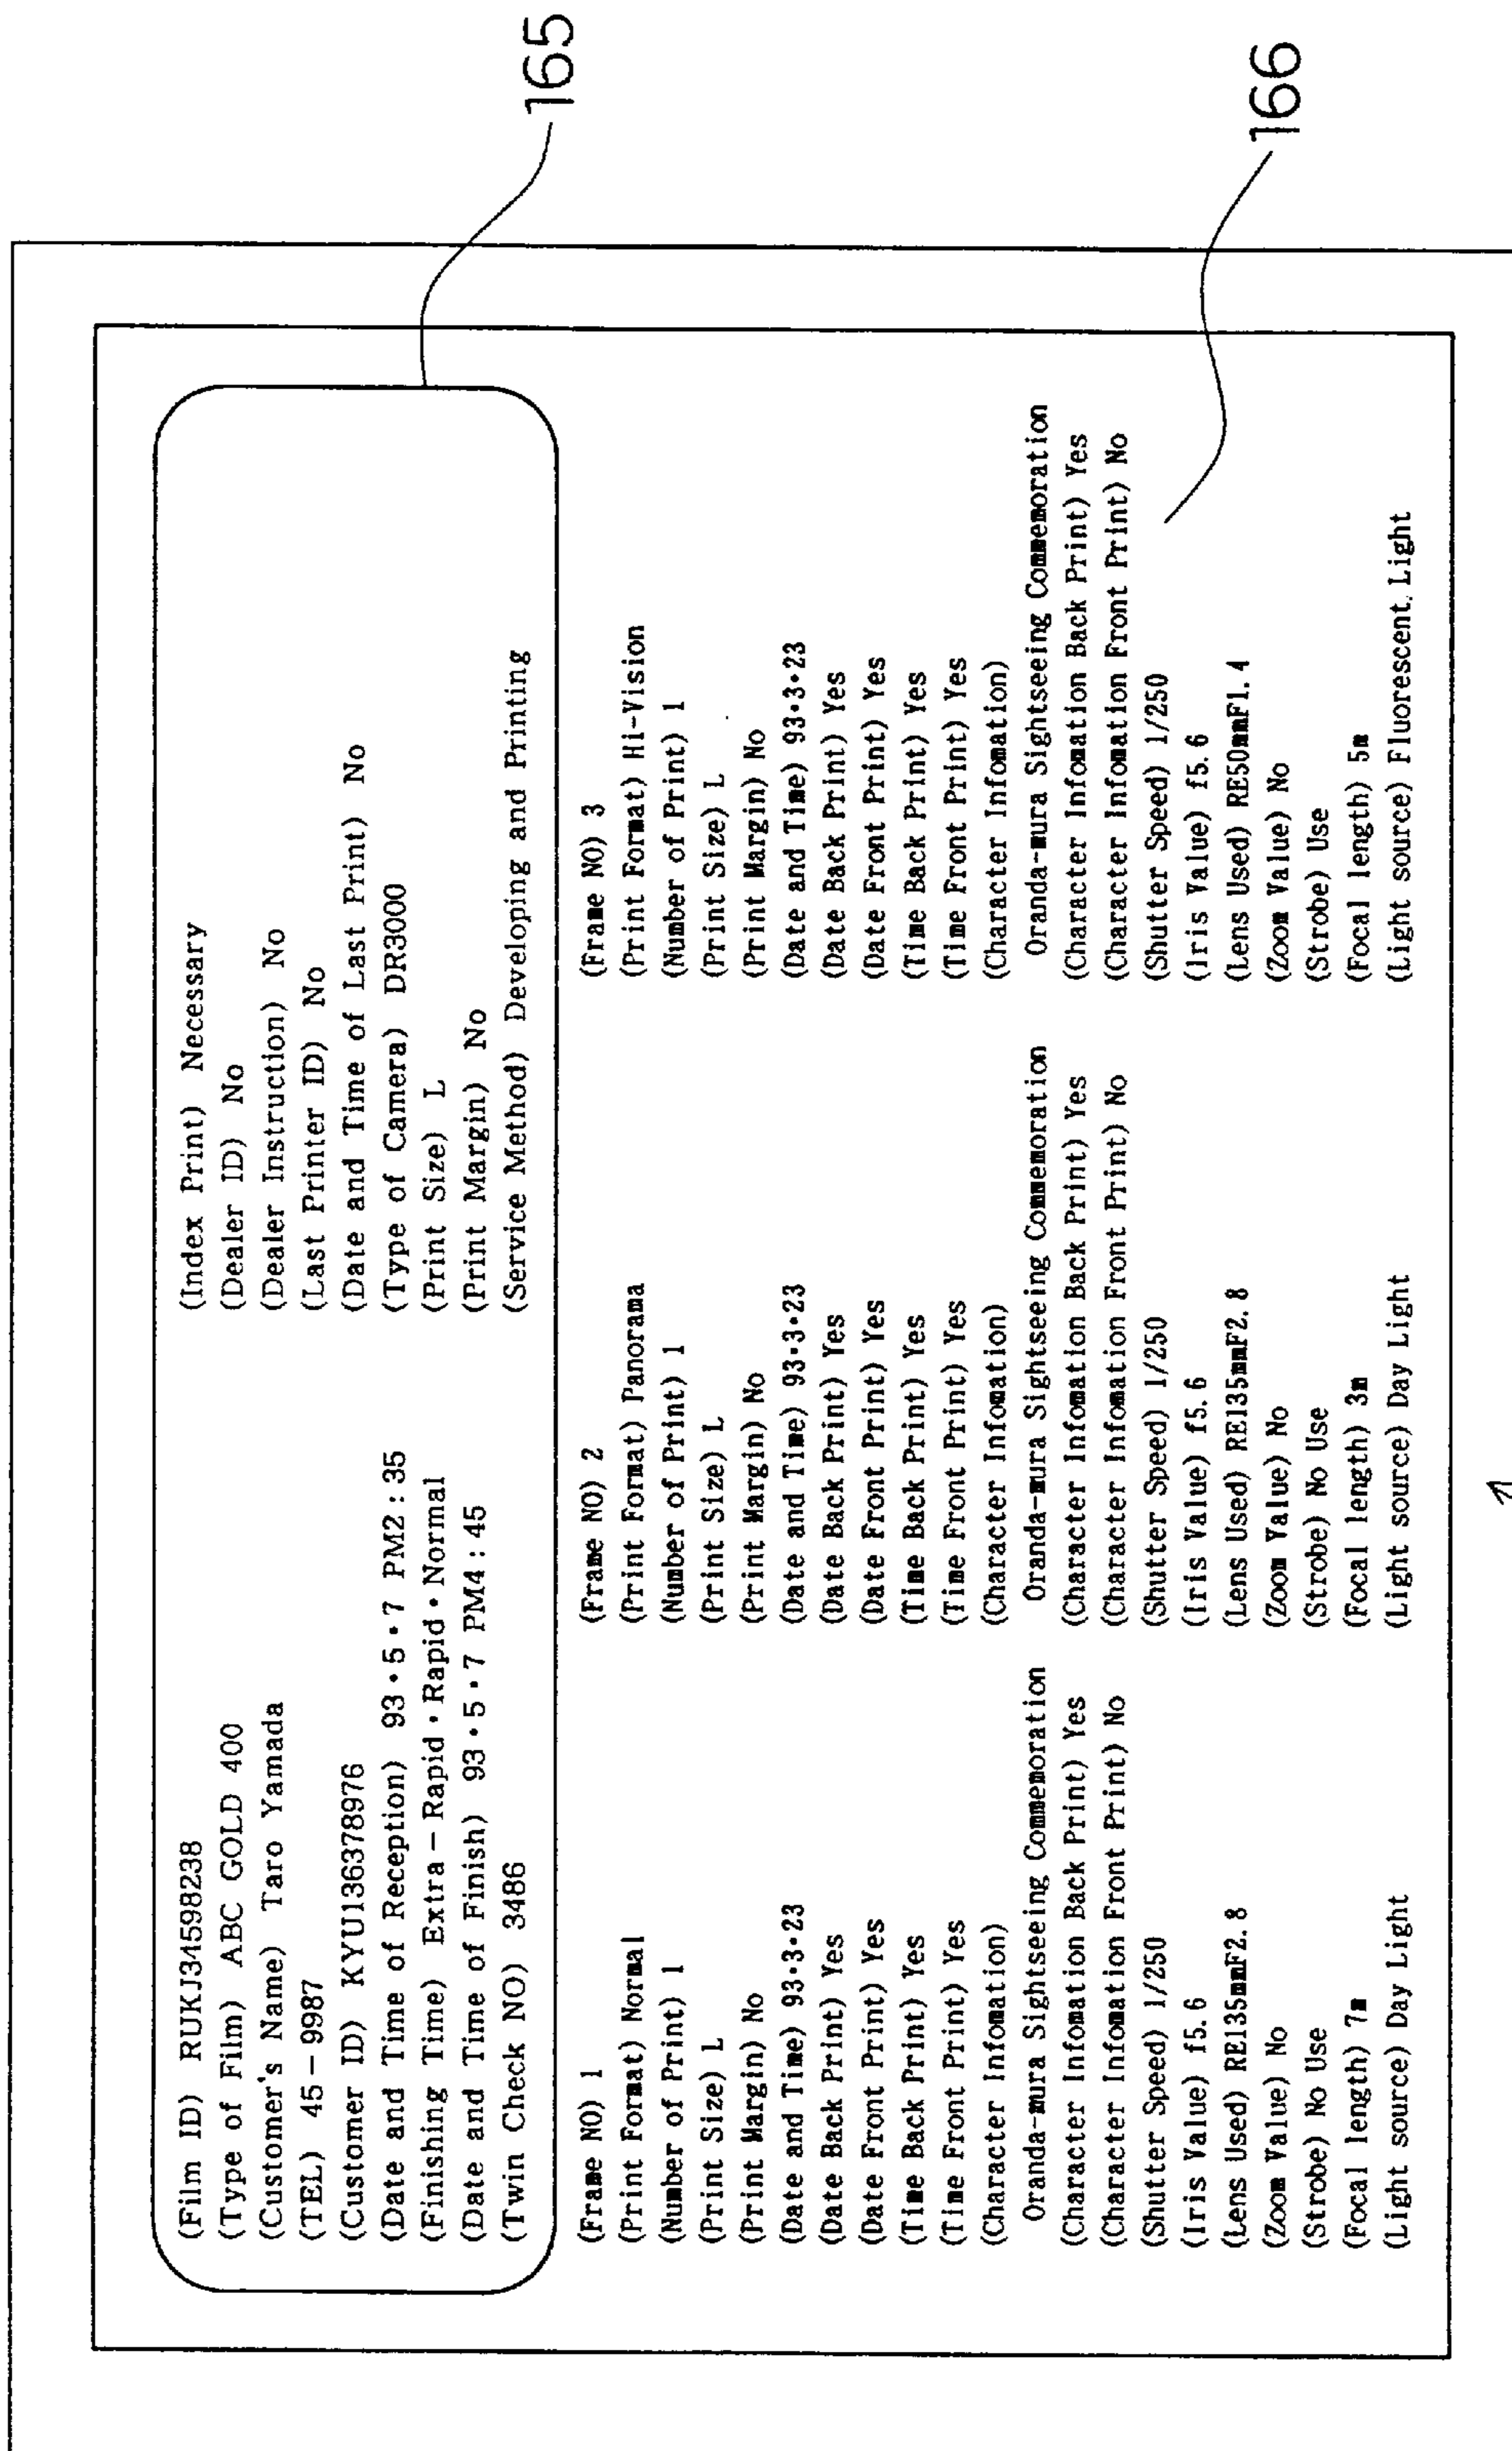 (Film ID) RUKJ34598238
(Type of Film) ABC GOLD 400
(Customer's Name) Taro Yamada
(TEL) 45-9987
(Customer ID) KYU136378976
(Date and Time of Reception) 93・5・7 PM2:35
(Finishing Time) Extra-Rapid・Rapid・Normal
(Date and Time of Finish) 93・5・7 PM4:45
(Twin Check NO) 3486
(Index Print) Necessary
(Dealer ID) No
(Dealer Instruction) No
(Last Printer ID) No
(Date and Time of Last Print) No
(Type of Camera) DR3000
(Print Size) L
(Print Margin) No
(Service Method) Developing and Printing
165
(Frame NO) 1
(Print Format) Normal
(Number of Print) 1
(Print Size) L
(Print Margin) No
(Date and Time) 93・3・23
(Date Back Print) Yes
(Date Front Print) Yes
(Time Back Print) Yes
(Time Front Print) Yes
(Character Infomation)
Oranda-mura Sightseeing Commemoration
(Character Infomation Back Print) Yes
(Character Infomation Front Print) No
(Shutter Speed) 1/250
(Iris Value) f5.6
(Lens Used) RE135mmF2.8
(Zoom Value) No
(Strobe) No Use
(Focal length) 7m
(Light source) Day Light
(Frame NO) 2
(Print Format) Panorama
(Number of Print) 1
(Print Size) L
(Print Margin) No
(Date and Time) 93・3・23
(Date Back Print) Yes
(Date Front Print) Yes
(Time Back Print) Yes
(Time Front Print) Yes
(Character Infomation)
Oranda-mura Sightseeing Commemoration
(Character Infomation Back Print) Yes
(Character Infomation Front Print) No
(Shutter Speed) 1/250
(Iris Value) f5.6
(Lens Used) RE135mmF2.8
(Zoom Value) No
(Strobe) No Use
(Focal length) 3m
(Light source) Day Light
(Frame NO) 3
(Print Format) Hi-Vision
(Number of Print) 1
(Print Size) L
(Print Margin) No
(Date and Time) 93・3・23
(Date Back Print) Yes
(Date Front Print) Yes
(Time Back Print) Yes
(Time Front Print) Yes
(Character Infomation)
Oranda-mura Sightseeing Commemoration
(Character Infomation Back Print) Yes
(Character Infomation Front Print) No
(Shutter Speed) 1/250
(Iris Value) f5.6
(Lens Used) RE50mmF1.4
(Zoom Value) No
(Strobe) Use
(Focal length) 5m
(Light source) Fluorescent Light
166